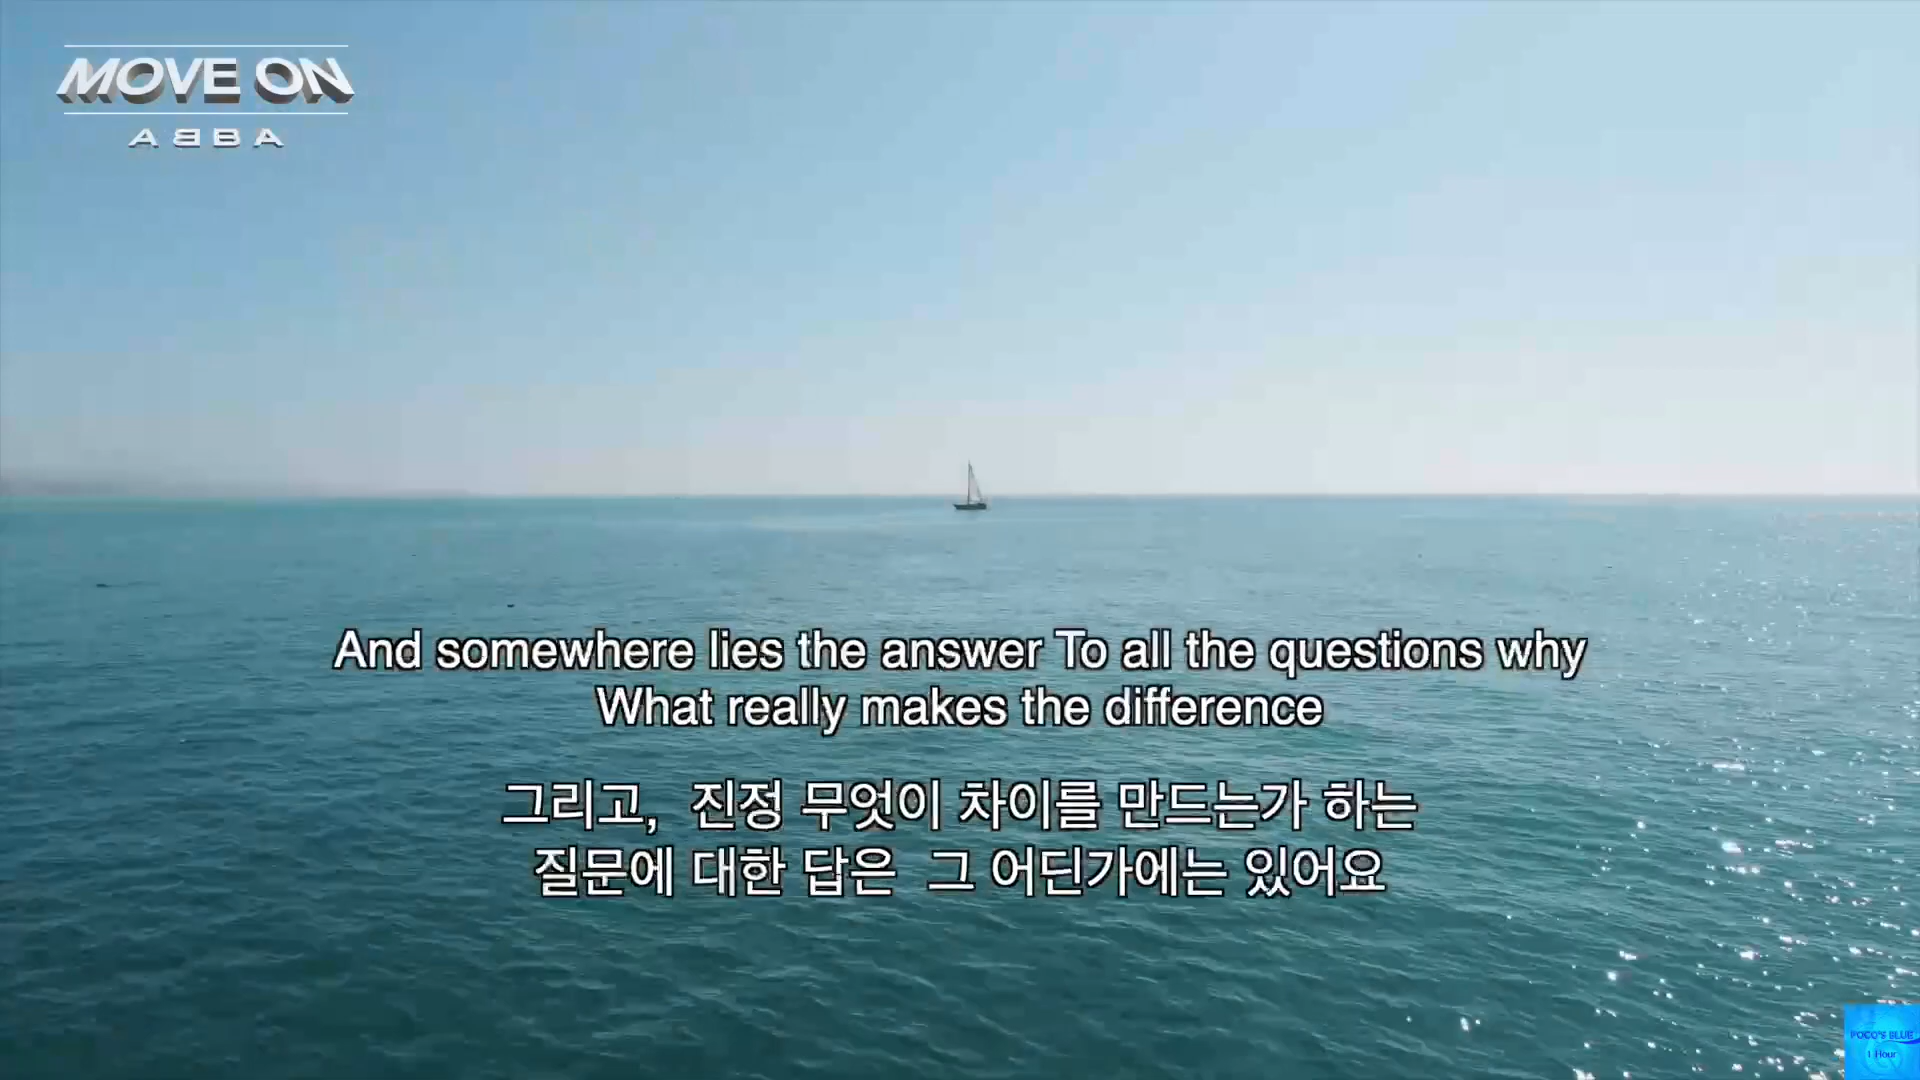 MOVE ON
ABBA
And somewhere lies the answer To all the questions why
What really makes the difference
그리고, 진정 무엇이 차이를 만드는가 하는
질문에 대한 답은 그 어딘가에는 있어요
POCO'S BLUE
1 Hour